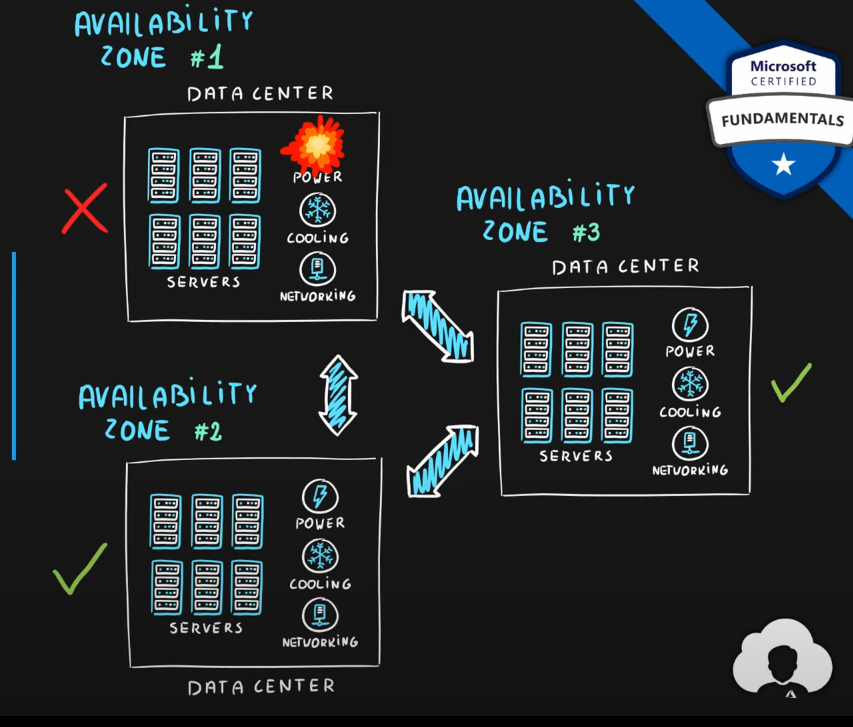 AVAILABILITY
ZONE #1
DATA CENTER
POWER
COOLING
NETWORKING
SERVERS
Microsoft
CERTIFIED
FUNDAMENTALS
AVAILABILITY
ZONE #3
DATA CENTER
POWER
COOLING
NETWORKING
SERVERS
AVAILABILITY
ZONE #2
POWER
COOLING
NETWORKING
SERVERS
DATA CENTER